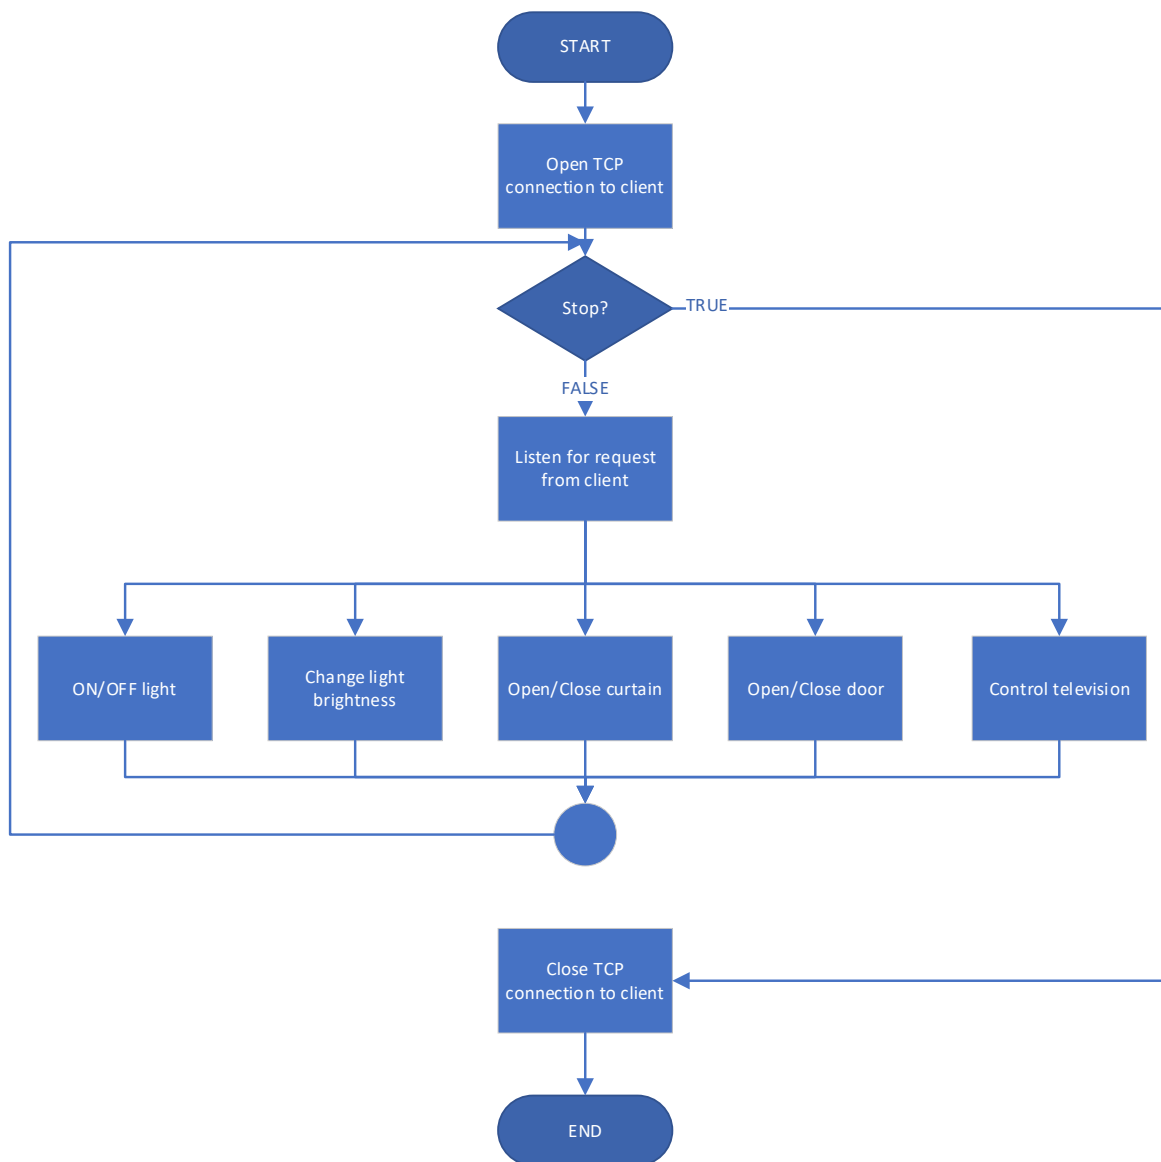 START
Open TCP
connection to client
Stop?
TRUE
FALSE
Listen for request
from client
ON/OFF light
Change light
brightness
Open/Close curtain
Open/Close door
Control television
Close TCP
connection to client
END